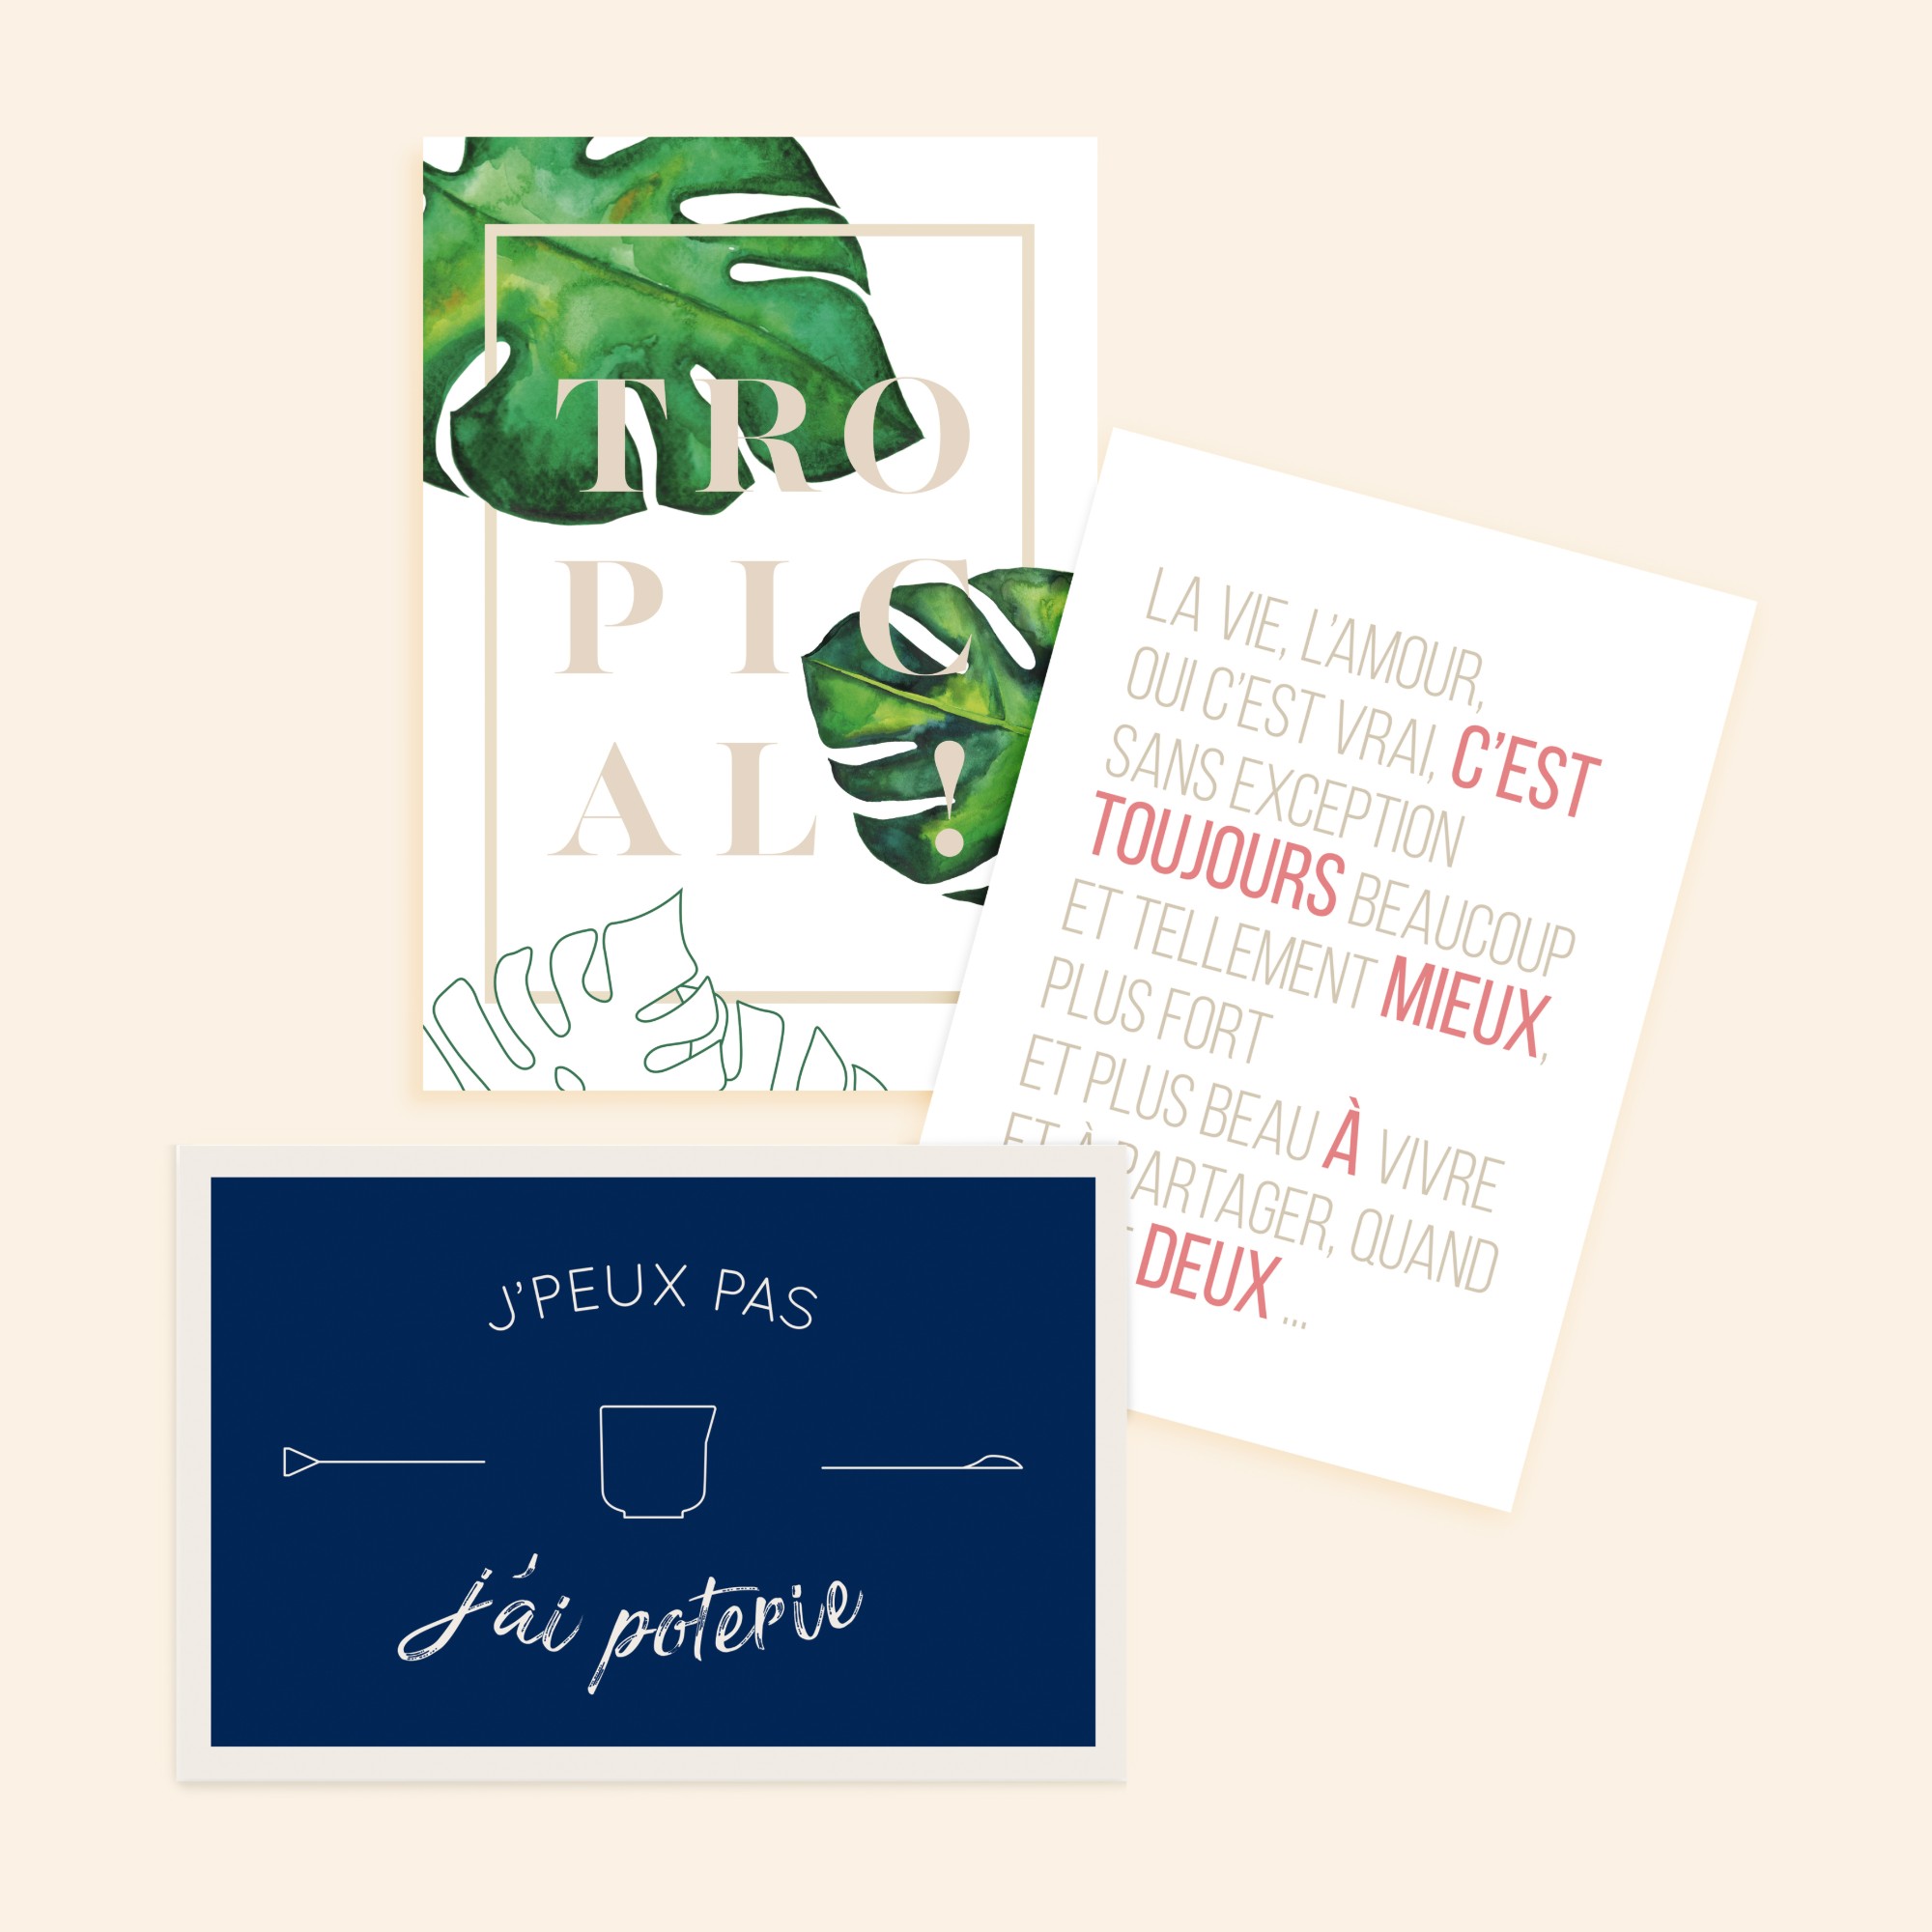 TRO
PIC
AL!
LA VIE, L'AMOUR,
OUI C'EST VRAI, C'EST
SANS EXCEPTION
TOUJOURS BEAUCOUP
ET TELLEMENT MIEUX,
PLUS FORT
ET PLUS BEAU À VIVRE
ET À PARTAGER, QUAND
DEUX ...
J'PEUX PAS
j'ai poterie